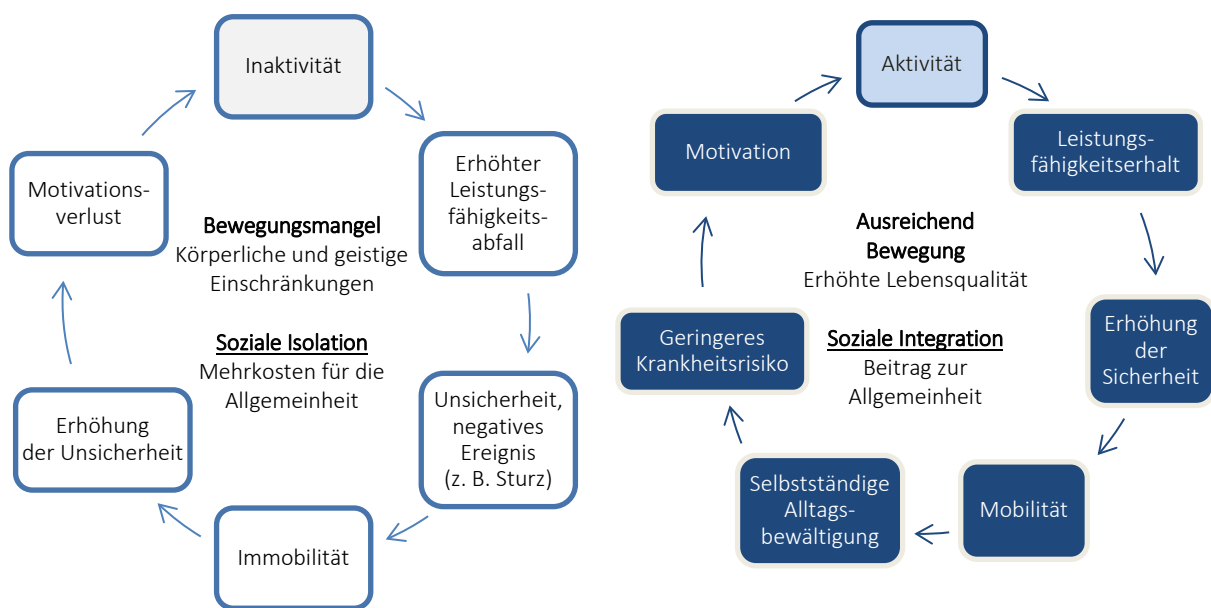 Inaktivität
Erhöhter
Leistungs-
fähigkeits-
abfall
Unsicherheit,
negatives
Ereignis
(z. B. Sturz)
Immobilität
Erhöhung
der Unsicherheit
Motivations-
verlust
Bewegungsmangel
Körperliche und geistige
Einschränkungen
Soziale Isolation
Mehrkosten für die
Allgemeinheit
Aktivität
Leistungs-
fähigkeitserhalt
Erhöhung
der
Sicherheit
Mobilität
Selbstständige
Alltags-
bewältigung
Geringeres
Krankheitsrisiko
Motivation
Ausreichend
Bewegung
Erhöhte Lebensqualität
Soziale Integration
Beitrag zur
Allgemeinheit